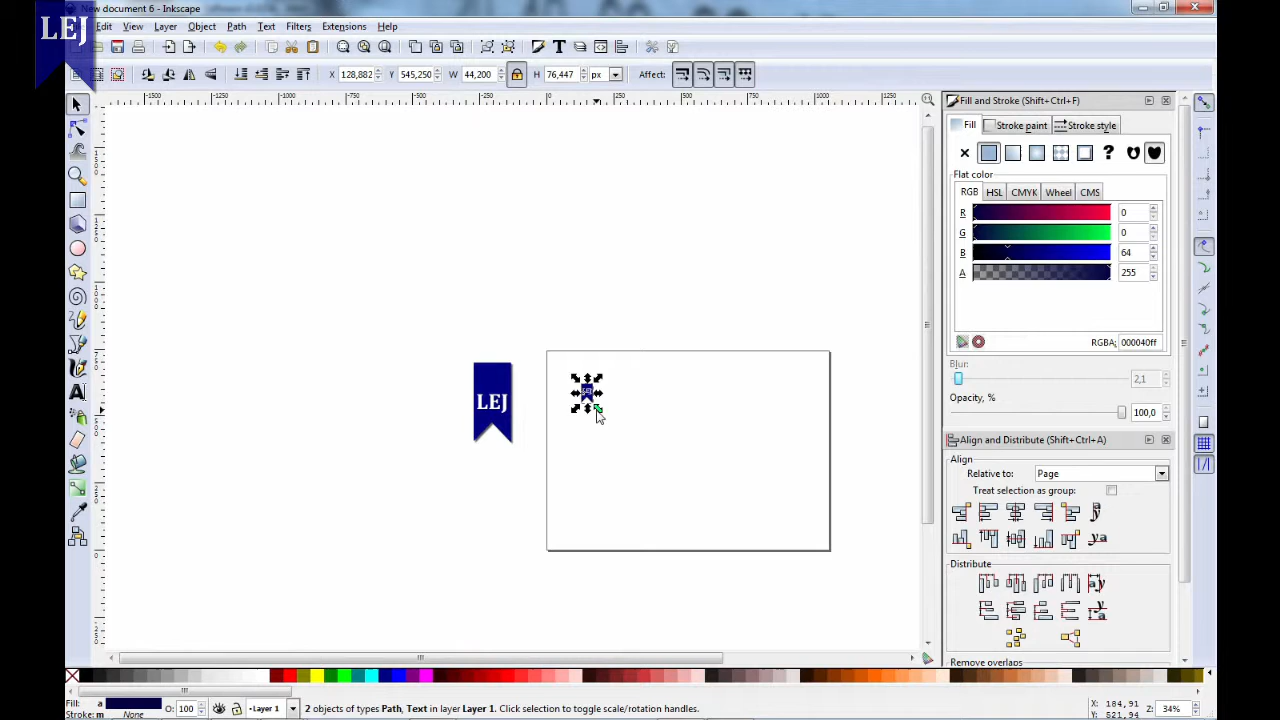 New document 6 - Inkscape
LEJ
Edit View Layer Object Path Text Filters Extensions Help
X 128,882 Y 545,250 W 44,200 H 76,447 px Affect:
Fill and Stroke (Shift+Ctrl+F)
Fill Stroke paint Stroke style
Flat color
RGB HSL CMYK Wheel CMS
R 0
G 0
B 64
A 255
RGBA: 000040ff
Blur: 2,1
Opacity, % 100,0
LEJ
LEJ
Align and Distribute (Shift+Ctrl+A)
Align
Relative to: Page
Treat selection as group:
Distribute
Remove overlaps
Fill: a O: 100 Layer 1 2 objects of types Path, Text in layer Layer 1. Click selection to toggle scale/rotation handles. X: 184,91 Z: 34%
Stroke: m None Y: 521,94